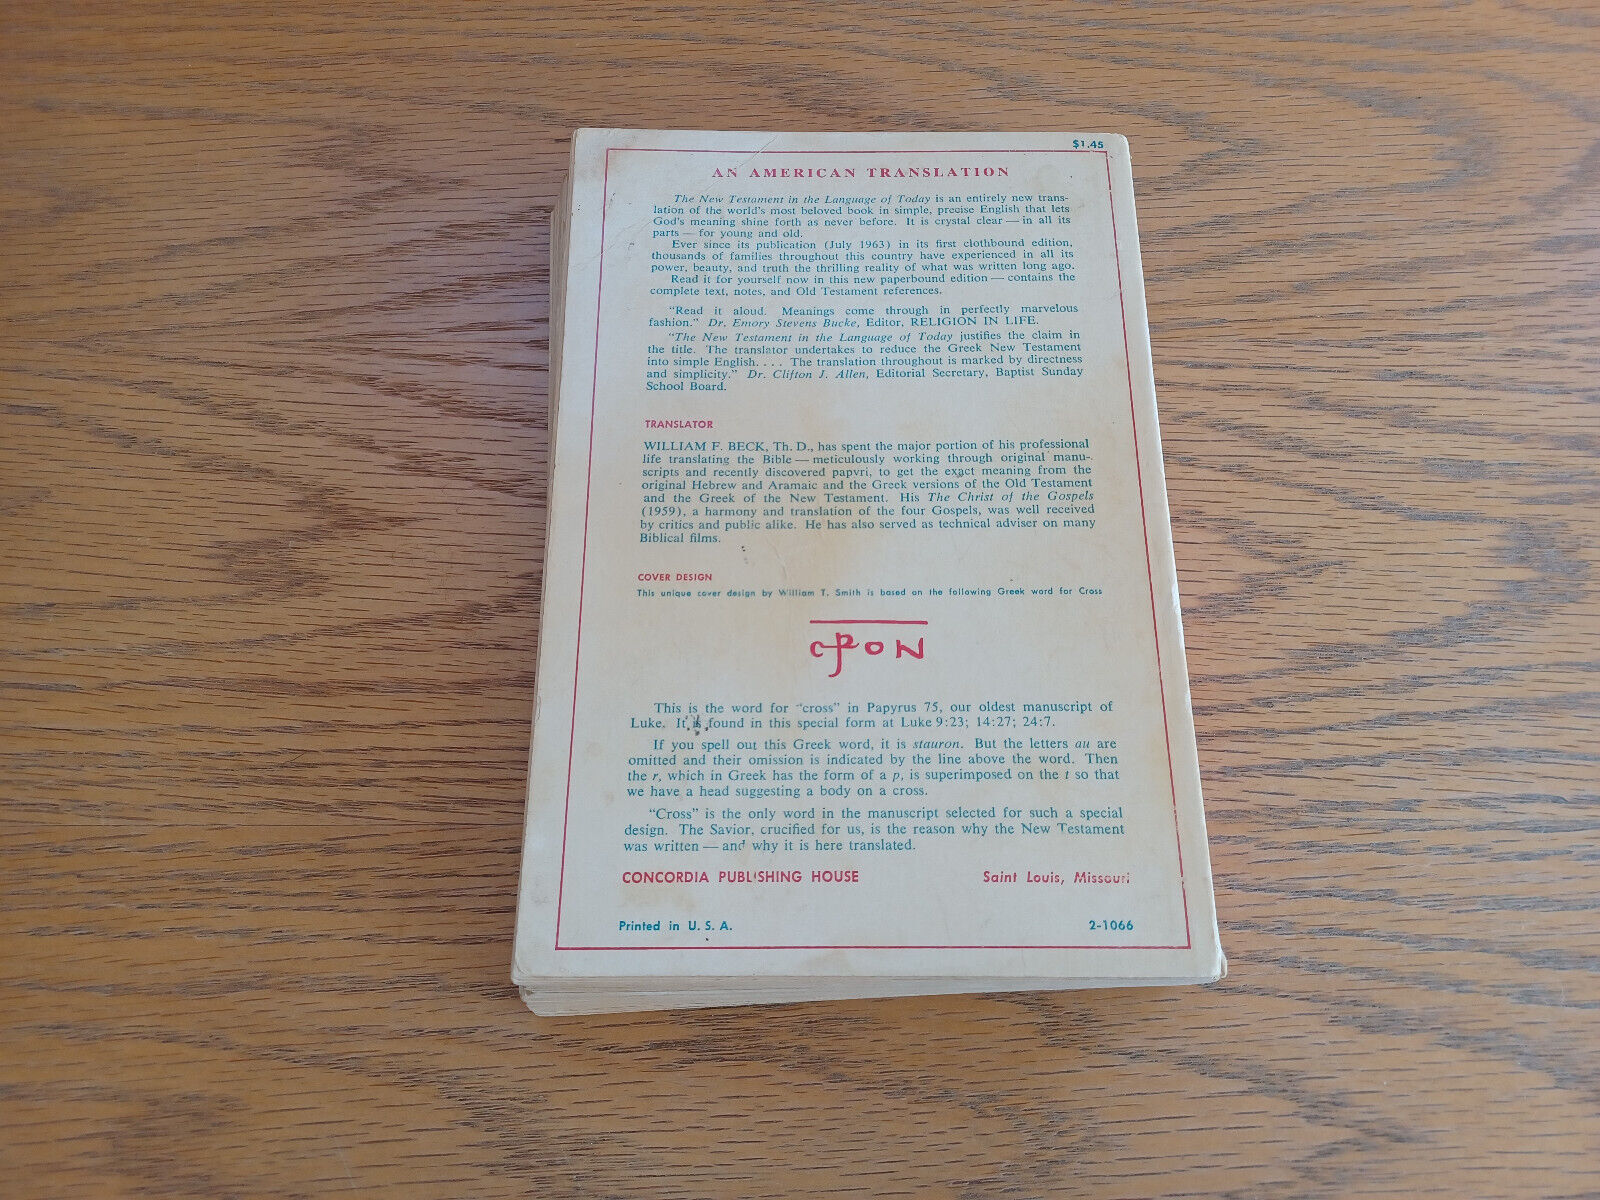 $1.45
AN AMERICAN TRANSLATION
The New Testament in the Language of Today is an entirely new trans-
lation of the world's most beloved book in simple, precise English that lets
God's meaning shine forth as never before. It is crystal clear — in all its
parts — for young and old.
Ever since its publication (July 1963) in its first clothbound edition,
thousands of families throughout this country have experienced in all its
power, beauty, and truth the thrilling reality of what was written long ago.
Read it for yourself now in this new paperbound edition — contains the
complete text, notes, and Old Testament references.
"Read it aloud. Meanings come through in perfectly marvelous
fashion." Dr. Emory Stevens Bucke, Editor, RELIGION IN LIFE.
"The New Testament in the Language of Today justifies the claim in
the title. The translator undertakes to reduce the Greek New Testament
into simple English. . . . The translation throughout is marked by directness
and simplicity." Dr. Clifton J. Allen, Editorial Secretary, Baptist Sunday
School Board.
TRANSLATOR
WILLIAM F. BECK, Th. D., has spent the major portion of his professional
life translating the Bible — meticulously working through original manu-
scripts and recently discovered papyri, to get the exact meaning from the
original Hebrew and Aramaic and the Greek versions of the Old Testament
and the Greek of the New Testament. His The Christ of the Gospels
(1959), a harmony and translation of the four Gospels, was well received
by critics and public alike. He has also served as technical adviser on many
Biblical films.
COVER DESIGN
This unique cover design by William T. Smith is based on the following Greek word for Cross
C⳨ON
This is the word for "cross" in Papyrus 75, our oldest manuscript of
Luke. It is found in this special form at Luke 9:23; 14:27; 24:7.
If you spell out this Greek word, it is stauron. But the letters au are
omitted and their omission is indicated by the line above the word. Then
the r, which in Greek has the form of a p, is superimposed on the t so that
we have a head suggesting a body on a cross.
"Cross" is the only word in the manuscript selected for such a special
design. The Savior, crucified for us, is the reason why the New Testament
was written — and why it is here translated.
CONCORDIA PUBLISHING HOUSE Saint Louis, Missouri
Printed in U. S. A. 2-1066